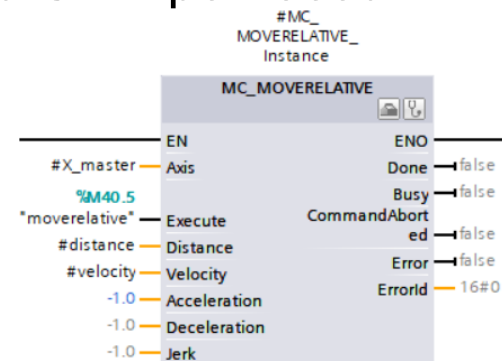 #MC_
MOVERELATIVE_
Instance
MC_MOVERELATIVE
EN ENO
#X_master Axis Done false
%M40.5 Busy false
"moverelative" Execute CommandAbort
ed false
#distance Distance
#velocity Velocity Error false
-1.0 Acceleration ErrorId 16#0
-1.0 Deceleration
-1.0 Jerk